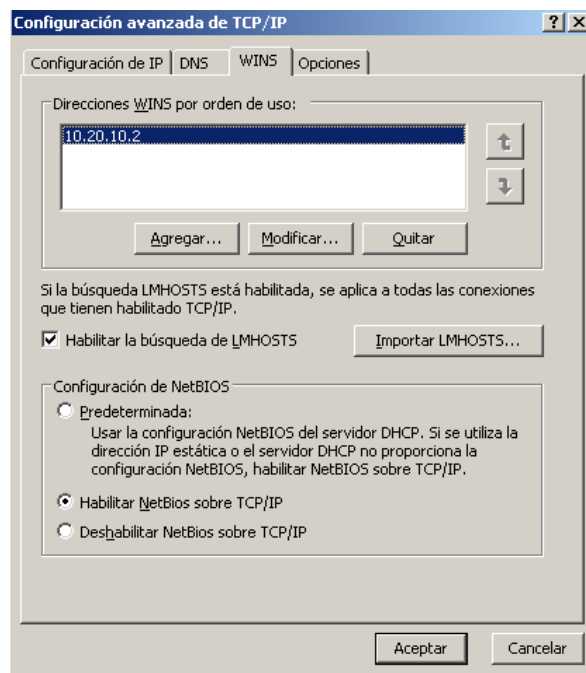 Configuración avanzada de TCP/IP
Configuración de IP DNS WINS Opciones
Direcciones WINS por orden de uso:
10.20.10.2
Agregar... Modificar... Quitar
Si la búsqueda LMHOSTS está habilitada, se aplica a todas las conexiones
que tienen habilitado TCP/IP.
Habilitar la búsqueda de LMHOSTS Importar LMHOSTS...
Configuración de NetBIOS
Predeterminada:
Usar la configuración NetBIOS del servidor DHCP. Si se utiliza la
dirección IP estática o el servidor DHCP no proporciona la
configuración NetBIOS, habilitar NetBIOS sobre TCP/IP.
Habilitar NetBios sobre TCP/IP
Deshabilitar NetBios sobre TCP/IP
Aceptar Cancelar